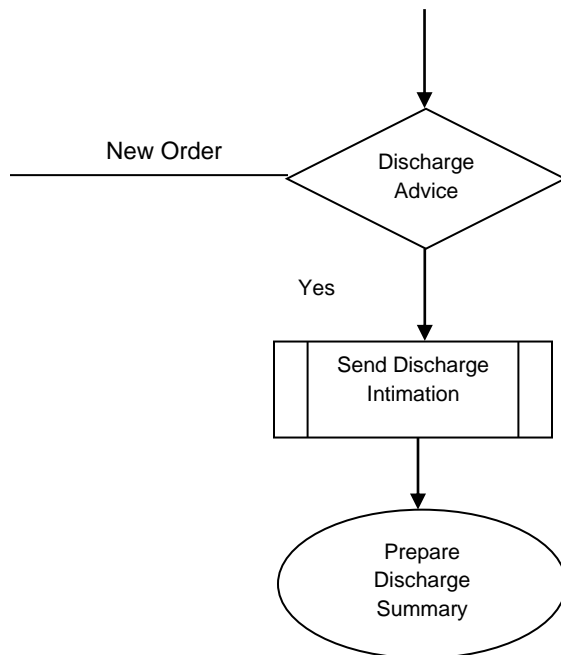 New Order
Discharge
Advice
Yes
Send Discharge
Intimation
Prepare
Discharge
Summary